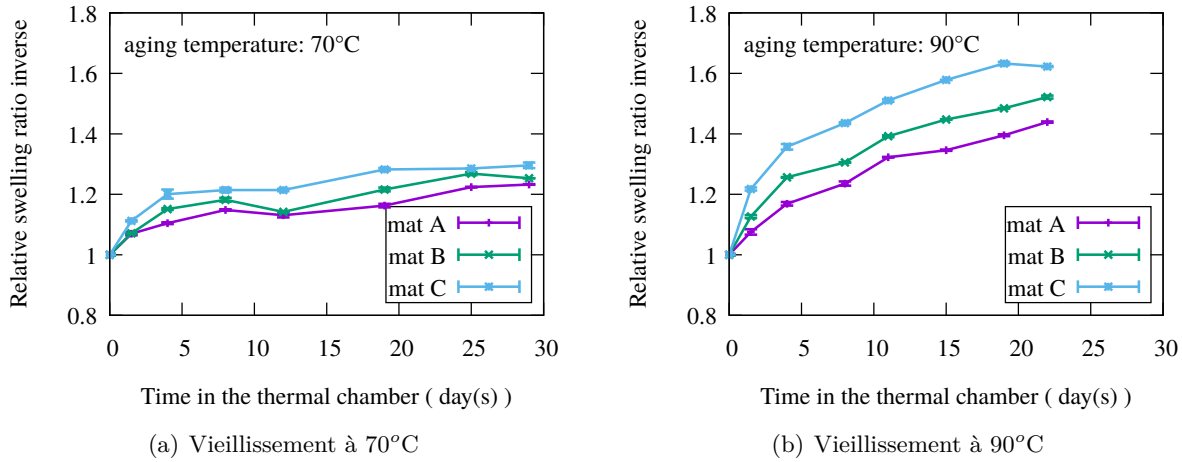 Relative swelling ratio inverse
1.8
1.6
1.4
1.2
1
0.8
aging temperature: 70°C
mat A
mat B
mat C
0 5 10 15 20 25 30
Time in the thermal chamber ( day(s) )
(a) Vieillissement à 70°C
Relative swelling ratio inverse
1.8
1.6
1.4
1.2
1
0.8
aging temperature: 90°C
mat A
mat B
mat C
0 5 10 15 20 25 30
Time in the thermal chamber ( day(s) )
(b) Vieillissement à 90°C